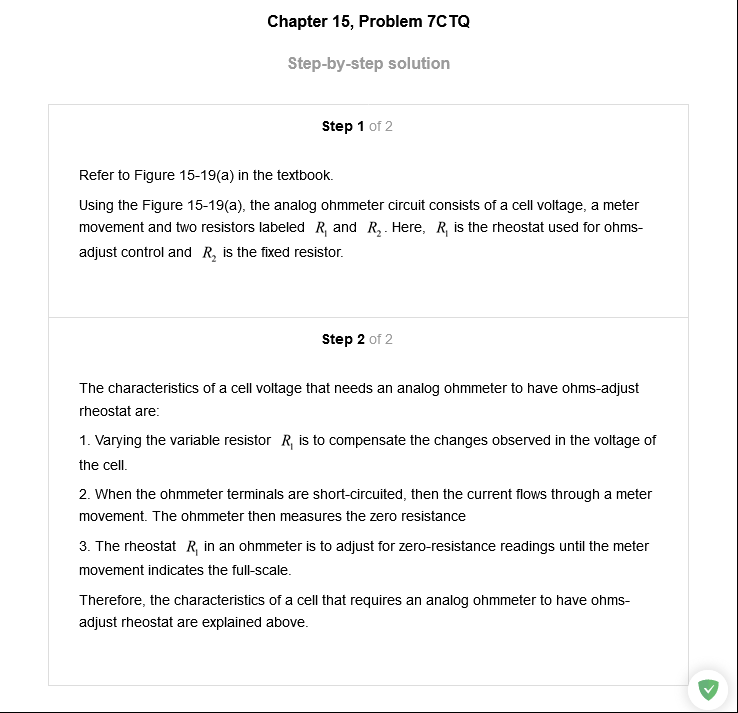 Chapter 15, Problem 7CTQ
Step-by-step solution
Step 1 of 2
Refer to Figure 15-19(a) in the textbook.
Using the Figure 15-19(a), the analog ohmmeter circuit consists of a cell voltage, a meter
movement and two resistors labeled R₁ and R₂. Here, R₁ is the rheostat used for ohms-
adjust control and R₂ is the fixed resistor.
Step 2 of 2
The characteristics of a cell voltage that needs an analog ohmmeter to have ohms-adjust
rheostat are:
1. Varying the variable resistor R₁ is to compensate the changes observed in the voltage of
the cell.
2. When the ohmmeter terminals are short-circuited, then the current flows through a meter
movement. The ohmmeter then measures the zero resistance
3. The rheostat R₁ in an ohmmeter is to adjust for zero-resistance readings until the meter
movement indicates the full-scale.
Therefore, the characteristics of a cell that requires an analog ohmmeter to have ohms-
adjust rheostat are explained above.